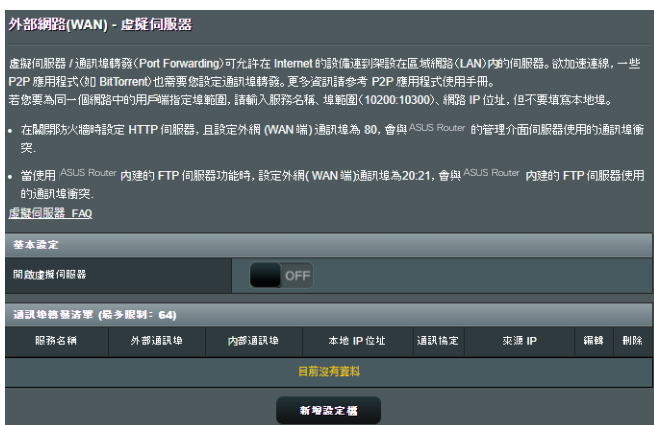 外部網路(WAN) - 虛擬伺服器
虛擬伺服器 / 通訊埠轉發(Port Forwarding)可允許在 Internet 的設備連到架設在區域網路(LAN)內的伺服器。欲加速連線, 一些
P2P 應用程式(如 BitTorrent)也需要您設定通訊埠轉發。更多資訊請參考 P2P 應用程式使用手冊。
若您要為同一個網路中的用戶端指定埠範圍, 請輸入服務名稱、埠範圍(10200:10300)、網路 IP 位址, 但不要填寫本地埠。
• 在關閉防火牆時設定 HTTP 伺服器, 且設定外網 (WAN 端) 通訊埠為 80, 會與 ASUS Router 的管理介面伺服器使用的通訊埠衝
突.
• 當使用 ASUS Router 內建的 FTP 伺服器功能時, 設定外網( WAN 端)通訊埠為20:21, 會與 ASUS Router 內建的 FTP 伺服器使用
的通訊埠衝突.
虛擬伺服器 FAQ
基本設定
開啟虛擬伺服器 OFF
通訊埠轉發清單 (最多限制: 64)
服務名稱 外部通訊埠 內部通訊埠 本地 IP 位址 通訊協定 來源 IP 編輯 刪除
目前沒有資料
新增設定檔